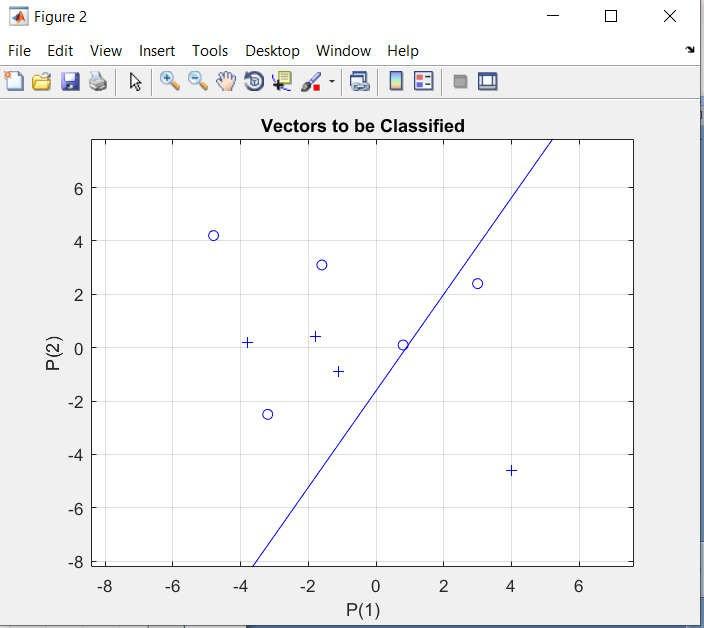 Figure 2
File Edit View Insert Tools Desktop Window Help
Vectors to be Classified
P(2)
6
4
2
0
-2
-4
-6
-8
-8 -6 -4 -2 0 2 4 6
P(1)